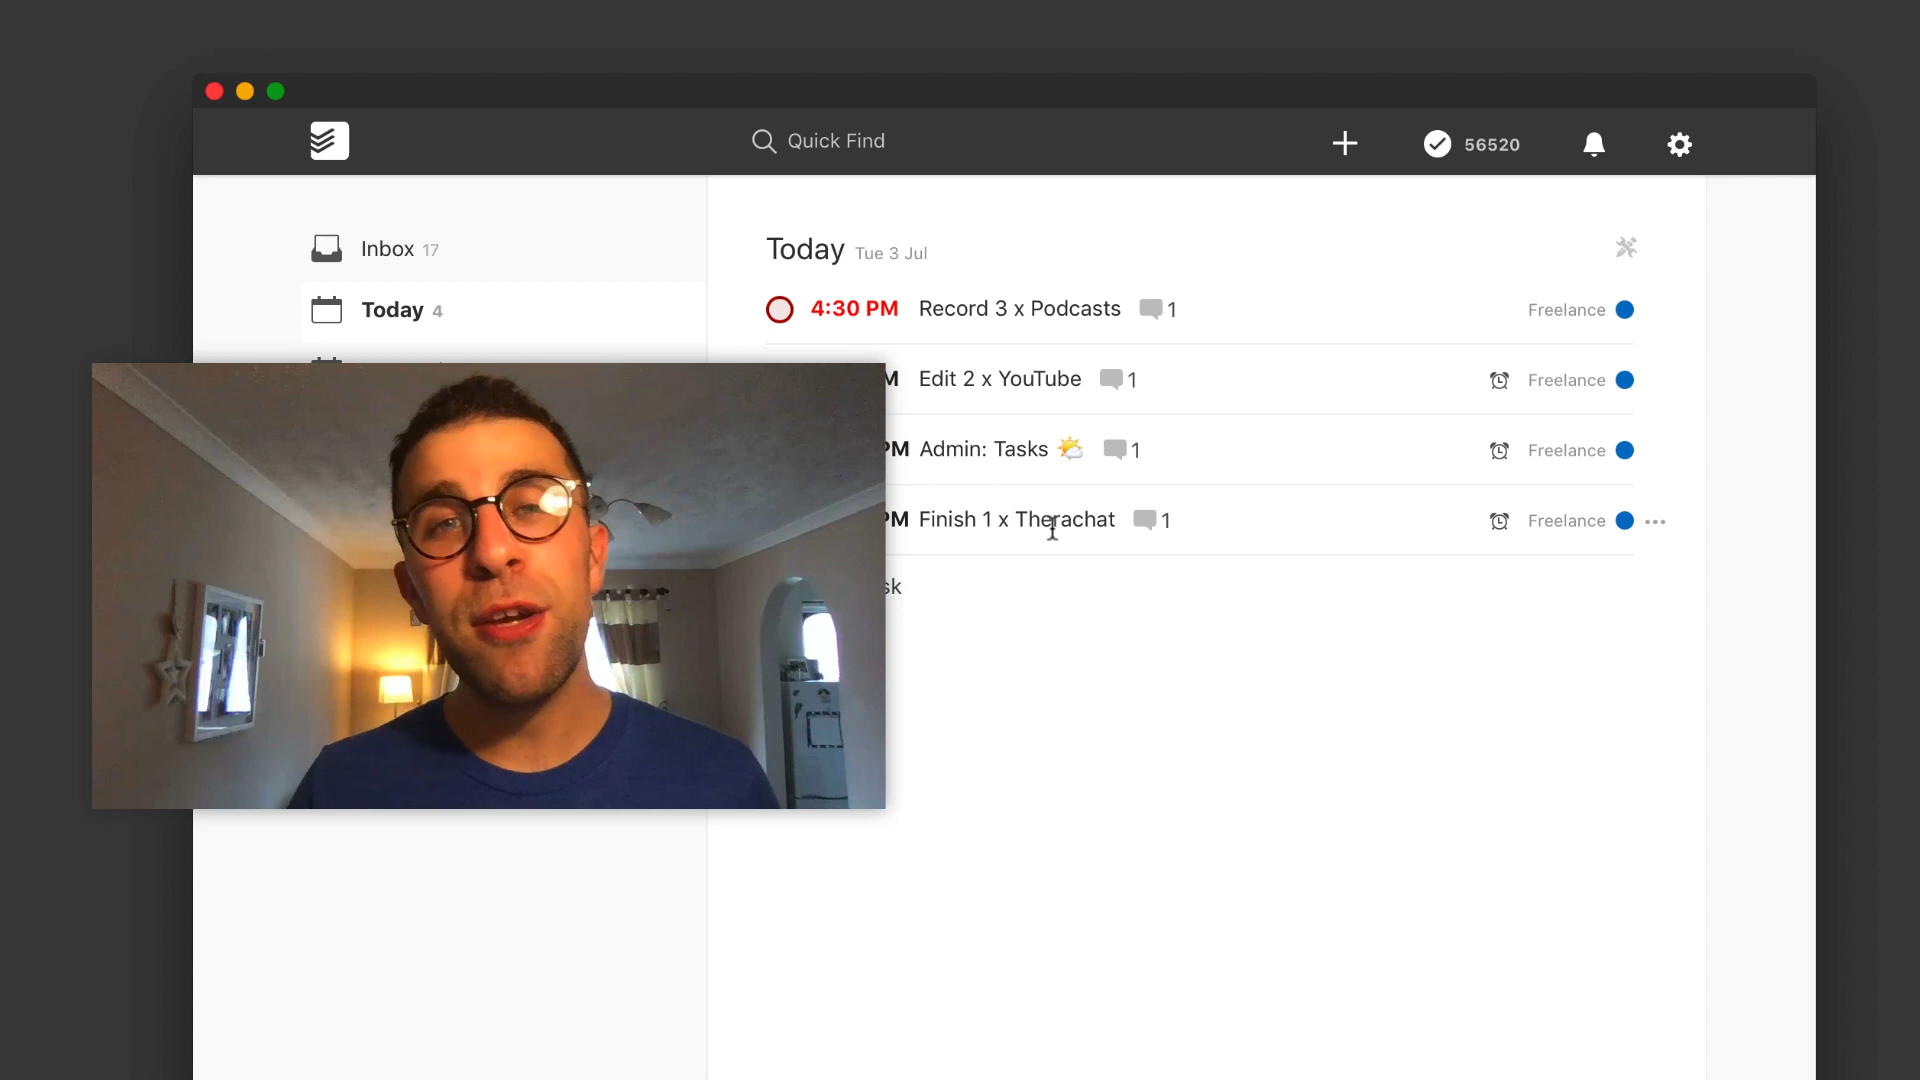 Quick Find
56520
Inbox 17
Today 4
Today Tue 3 Jul
4:30 PM Record 3 x Podcasts 1 Freelance
M Edit 2 x YouTube 1 Freelance
PM Admin: Tasks 🌤️ 1 Freelance
PM Finish 1 x Therachat 1 Freelance
sk